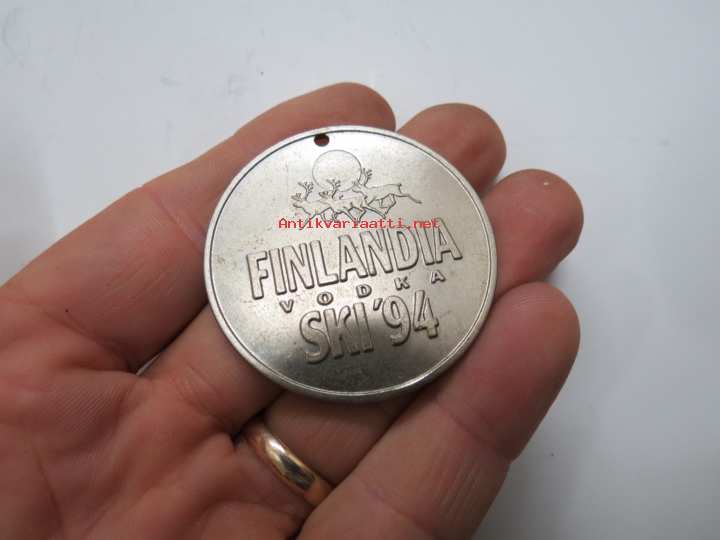 Antikvariaatti.net
FINLANDIA
VODKA
SKI '94